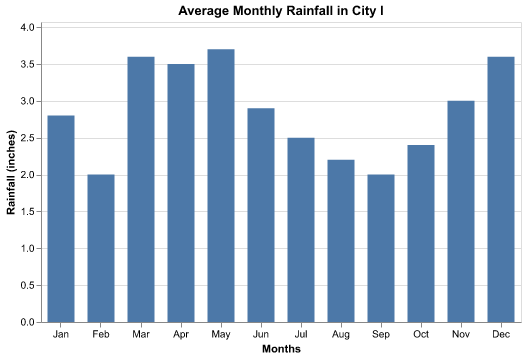 Average Monthly Rainfall in City I
4.0
3.5
3.0
2.5
2.0
1.5
1.0
0.5
0.0
Rainfall (inches)
Jan Feb Mar Apr May Jun Jul Aug Sep Oct Nov Dec
Months